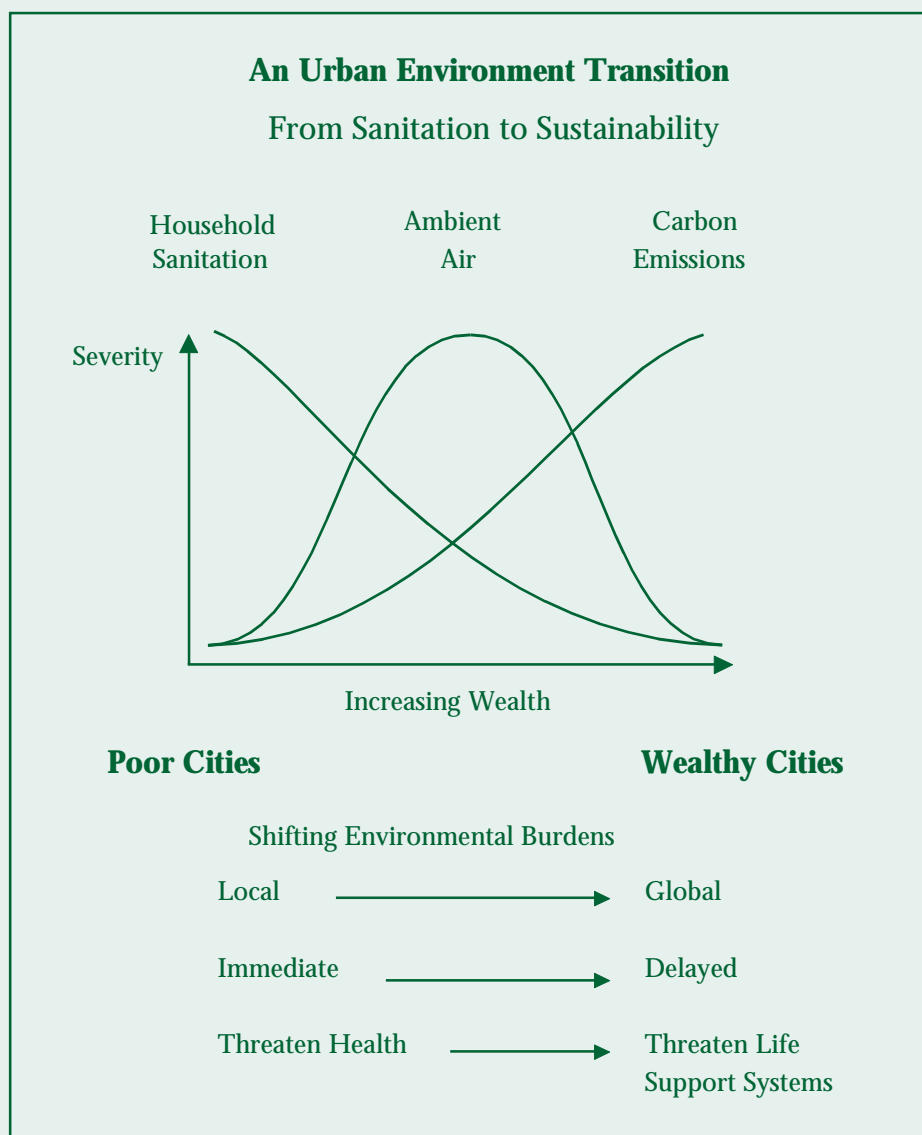 An Urban Environment Transition
From Sanitation to Sustainability
Household
Sanitation
Ambient
Air
Carbon
Emissions
Severity
Increasing Wealth
Poor Cities
Wealthy Cities
Shifting Environmental Burdens
Local
Global
Immediate
Delayed
Threaten Health
Threaten Life
Support Systems